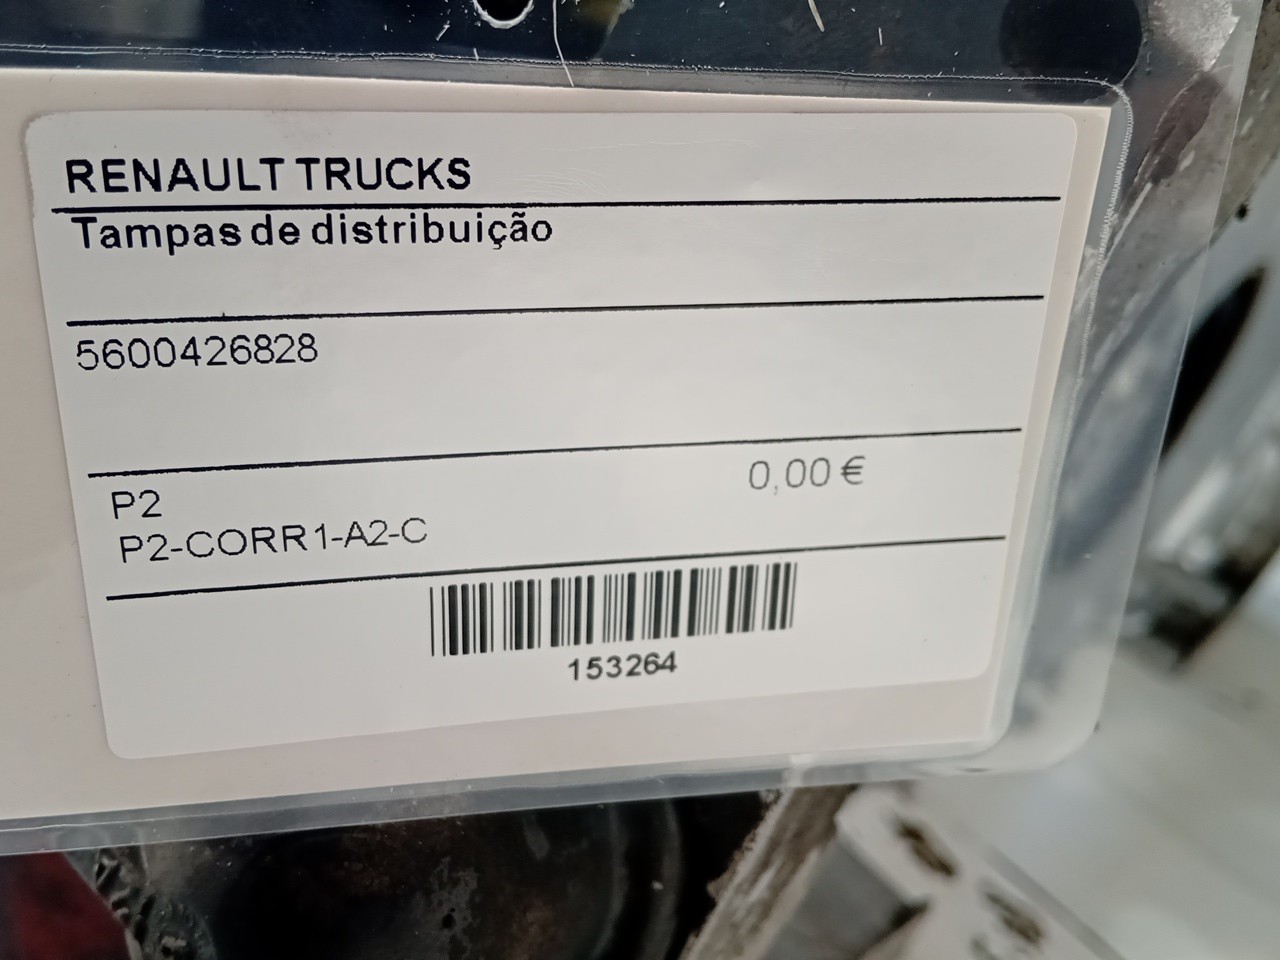 RENAULT TRUCKS
Tampas de distribuição
5600426828
0,00 €
P2
P2-CORR1-A2-C
153264